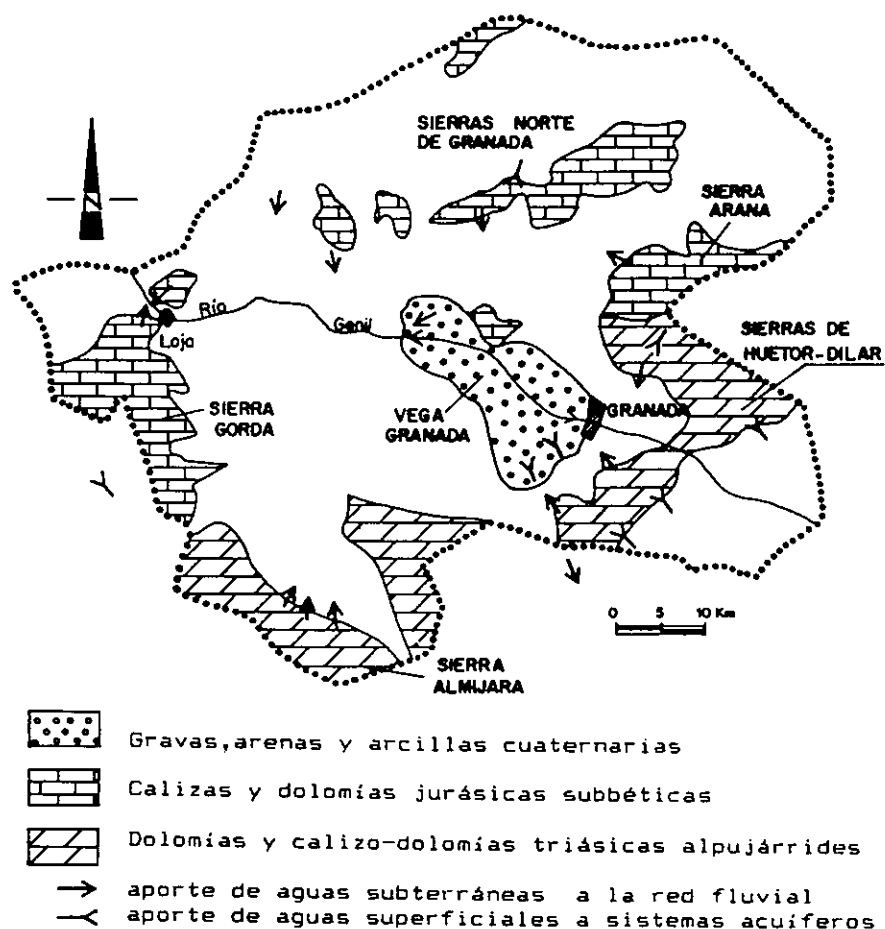 SIERRAS NORTE
DE GRANADA
SIERRA
ARANA
Río
Genil
Loja
SIERRAS DE
HUETOR-DILAR
SIERRA
GORDA
VEGA
GRANADA
GRANADA
0 5 10 Km
SIERRA
ALMIJARA
Gravas,arenas y arcillas cuaternarias
Calizas y dolomías jurásicas subbéticas
Dolomías y calizo-dolomías triásicas alpujárrides
aporte de aguas subterráneas a la red fluvial
aporte de aguas superficiales a sistemas acuíferos